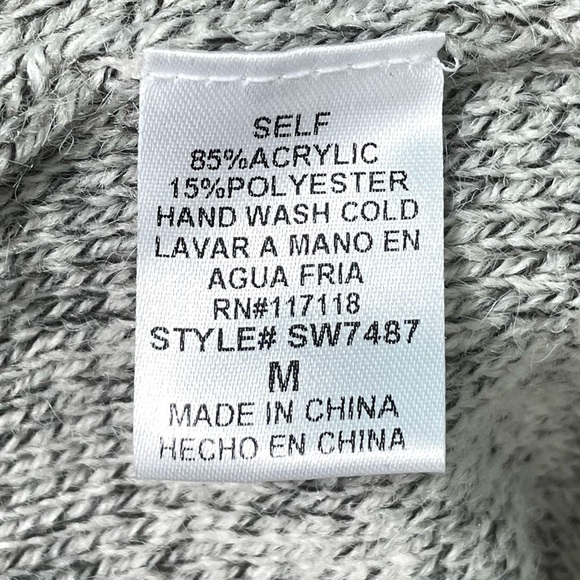 SELF
85%ACRYLIC
15%POLYESTER
HAND WASH COLD
LAVAR A MANO EN
AGUA FRIA
RN#117118
STYLE# SW7487
M
MADE IN CHINA
HECHO EN CHINA